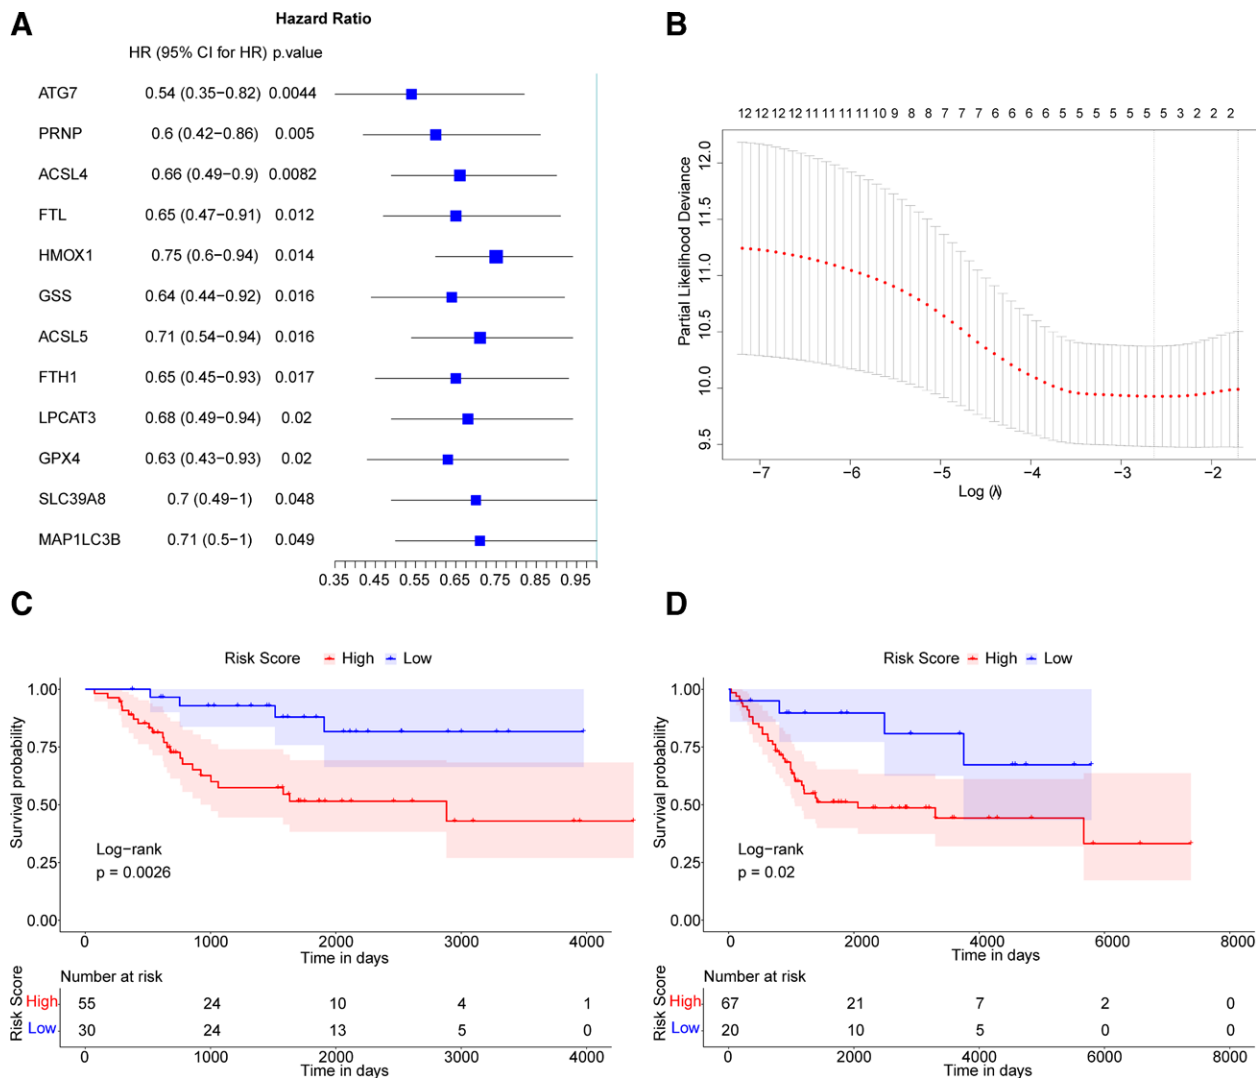 A
Hazard Ratio
HR (95% CI for HR) p.value
ATG7 0.54 (0.35−0.82) 0.0044
PRNP 0.6 (0.42−0.86) 0.005
ACSL4 0.66 (0.49−0.9) 0.0082
FTL 0.65 (0.47−0.91) 0.012
HMOX1 0.75 (0.6−0.94) 0.014
GSS 0.64 (0.44−0.92) 0.016
ACSL5 0.71 (0.54−0.94) 0.016
FTH1 0.65 (0.45−0.93) 0.017
LPCAT3 0.68 (0.49−0.94) 0.02
GPX4 0.63 (0.43−0.93) 0.02
SLC39A8 0.7 (0.49−1) 0.048
MAP1LC3B 0.71 (0.5−1) 0.049
0.35 0.45 0.55 0.65 0.75 0.85 0.95
B
12 12 12 12 11 11 11 11 10 9 8 8 7 7 7 6 6 6 6 5 5 5 5 5 5 5 3 2 2 2
Partial Likelihood Deviance
12.0
11.5
11.0
10.5
10.0
9.5
−7 −6 −5 −4 −3 −2
Log (λ)
C
Risk Score High Low
Survival probability
1.00
0.75
0.50
0.25
0.00
Log−rank
p = 0.0026
0 1000 2000 3000 4000
Time in days
Number at risk
Risk Score
High 55 24 10 4 1
Low 30 24 13 5 0
0 1000 2000 3000 4000
Time in days
D
Risk Score High Low
Survival probability
1.00
0.75
0.50
0.25
0.00
Log−rank
p = 0.02
0 2000 4000 6000 8000
Time in days
Number at risk
Risk Score
High 67 21 7 2 0
Low 20 10 5 0 0
0 2000 4000 6000 8000
Time in days